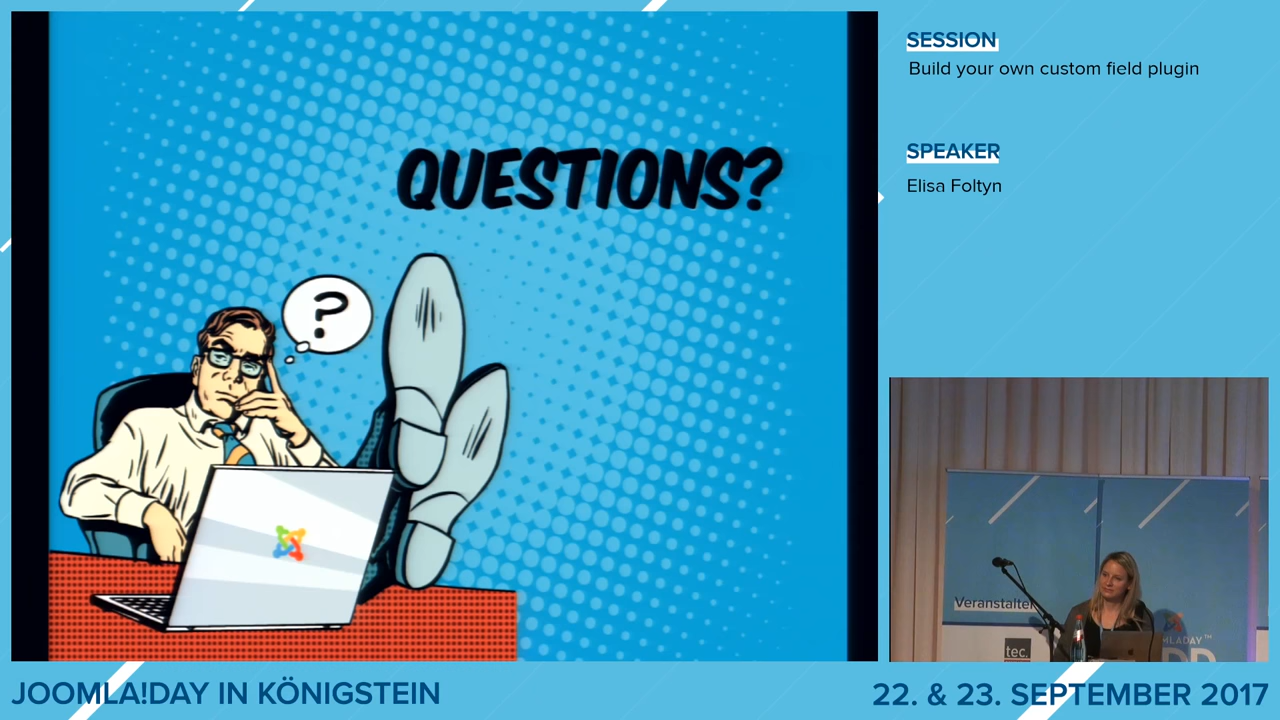 QUESTIONS?
?
SESSION
Build your own custom field plugin
SPEAKER
Elisa Foltyn
Veranstalter
tec.
MLADAY™
JOOMLA!DAY IN KÖNIGSTEIN
22. & 23. SEPTEMBER 2017